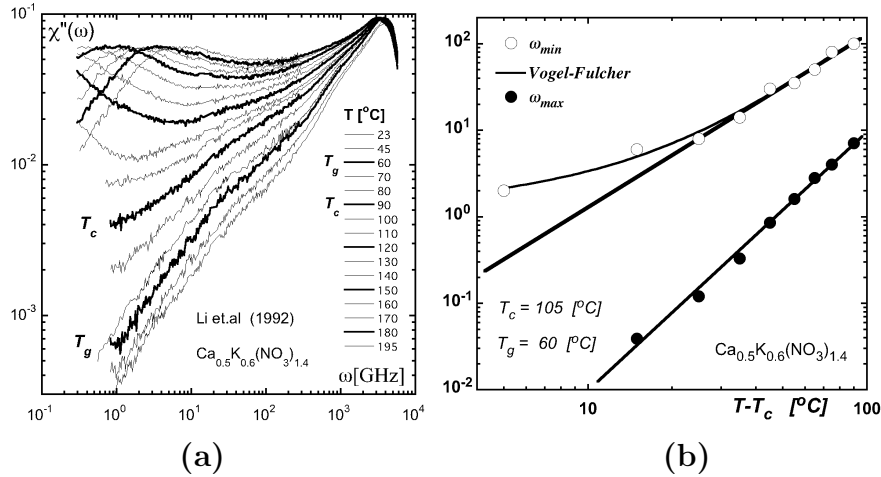 χ"(ω)
10⁻¹
10⁻²
10⁻³
T [°C]
23
45
T_g 60
70
80
T_c 90
100
110
120
130
140
150
160
170
180
195
T_c
T_g
Li et.al (1992)
Ca₀.₅K₀.₆(NO₃)₁.₄
ω[GHz]
10⁻¹ 10⁰ 10¹ 10² 10³ 10⁴
(a)
ω_min
Vogel-Fulcher
ω_max
10²
10¹
10⁰
10⁻¹
10⁻²
T_c = 105 [°C]
T_g = 60 [°C]
Ca₀.₅K₀.₆(NO₃)₁.₄
10 T-T_c [°C] 100
(b)